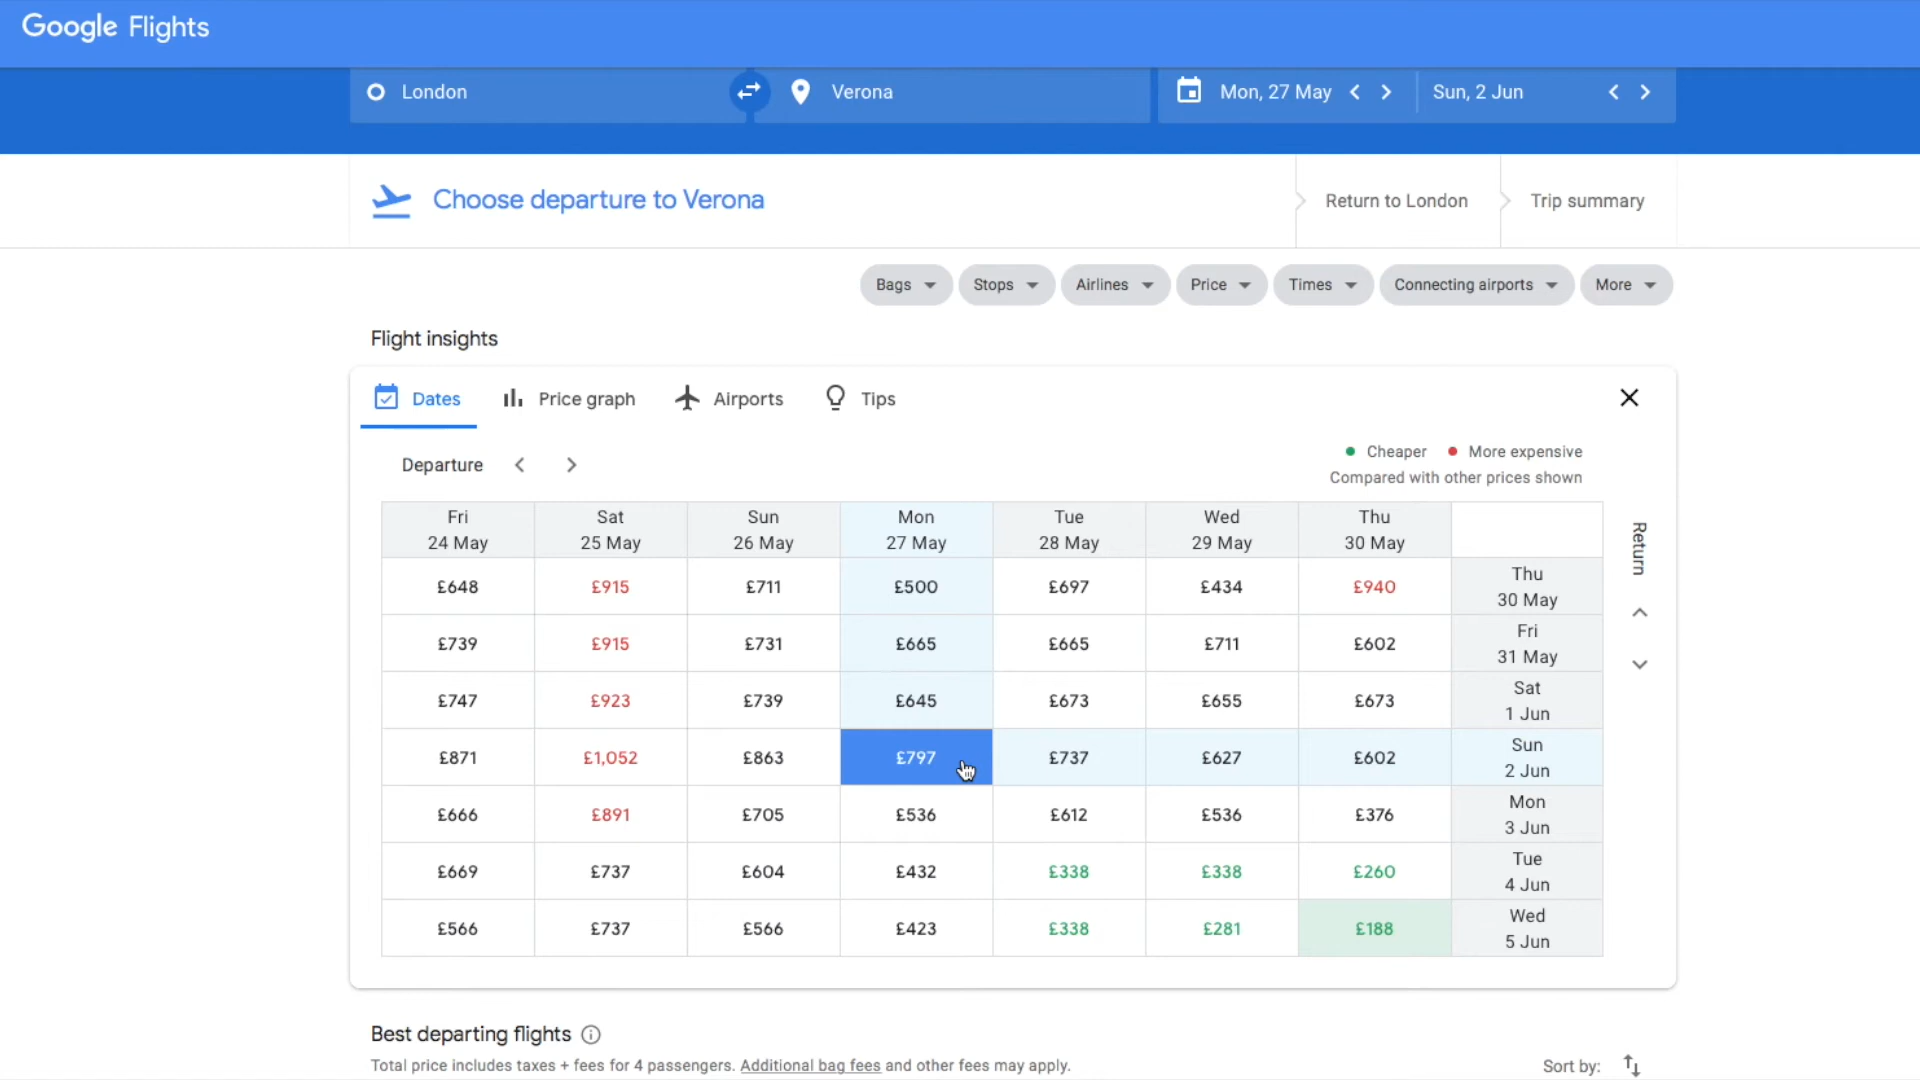 Google Flights
London
Verona
Mon, 27 May
Sun, 2 Jun
Choose departure to Verona
Return to London
Trip summary
Bags
Stops
Airlines
Price
Times
Connecting airports
More
Flight insights
Dates
Price graph
Airports
Tips
Cheaper
More expensive
Departure
Compared with other prices shown
Fri Sat Sun Mon Tue Wed Thu
24 May 25 May 26 May 27 May 28 May 29 May 30 May
Return
£648 £915 £711 £500 £697 £434 £940 Thu
30 May
£739 £915 £731 £665 £665 £711 £602 Fri
31 May
£747 £923 £739 £645 £673 £655 £673 Sat
1 Jun
£871 £1,052 £863 £797 £737 £627 £602 Sun
2 Jun
£666 £891 £705 £536 £612 £536 £376 Mon
3 Jun
£669 £737 £604 £432 £338 £338 £260 Tue
4 Jun
£566 £737 £566 £423 £338 £281 £188 Wed
5 Jun
Best departing flights
Total price includes taxes + fees for 4 passengers. Additional bag fees and other fees may apply.
Sort by: